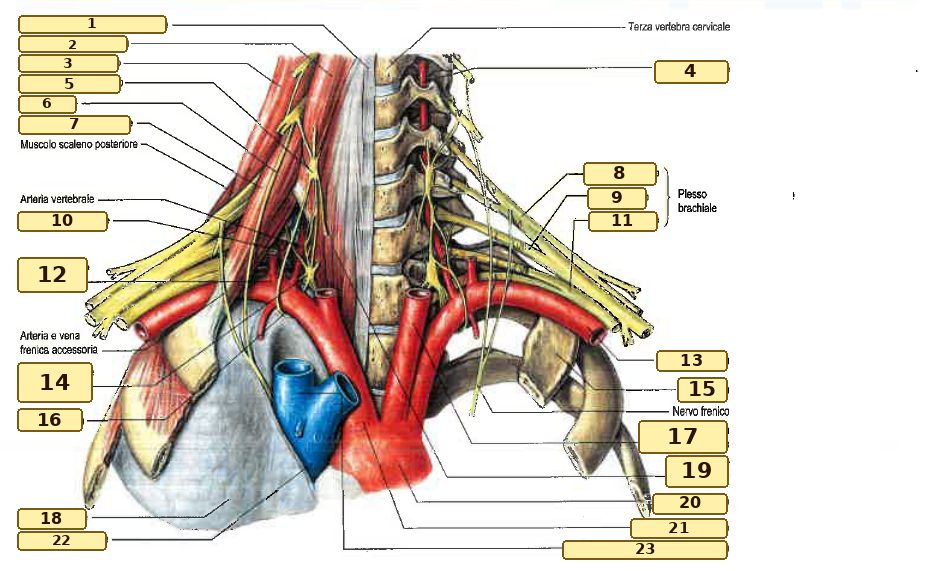 1
Terza vertebra cervicale
2
3
4
5
6
7
Muscolo scaleno posteriore
8
Plesso
brachiale
9
Arteria vertebrale
10
11
12
Arteria e vena
frenica accessoria
13
14
15
Nervo frenico
16
17
19
20
18
21
22
23